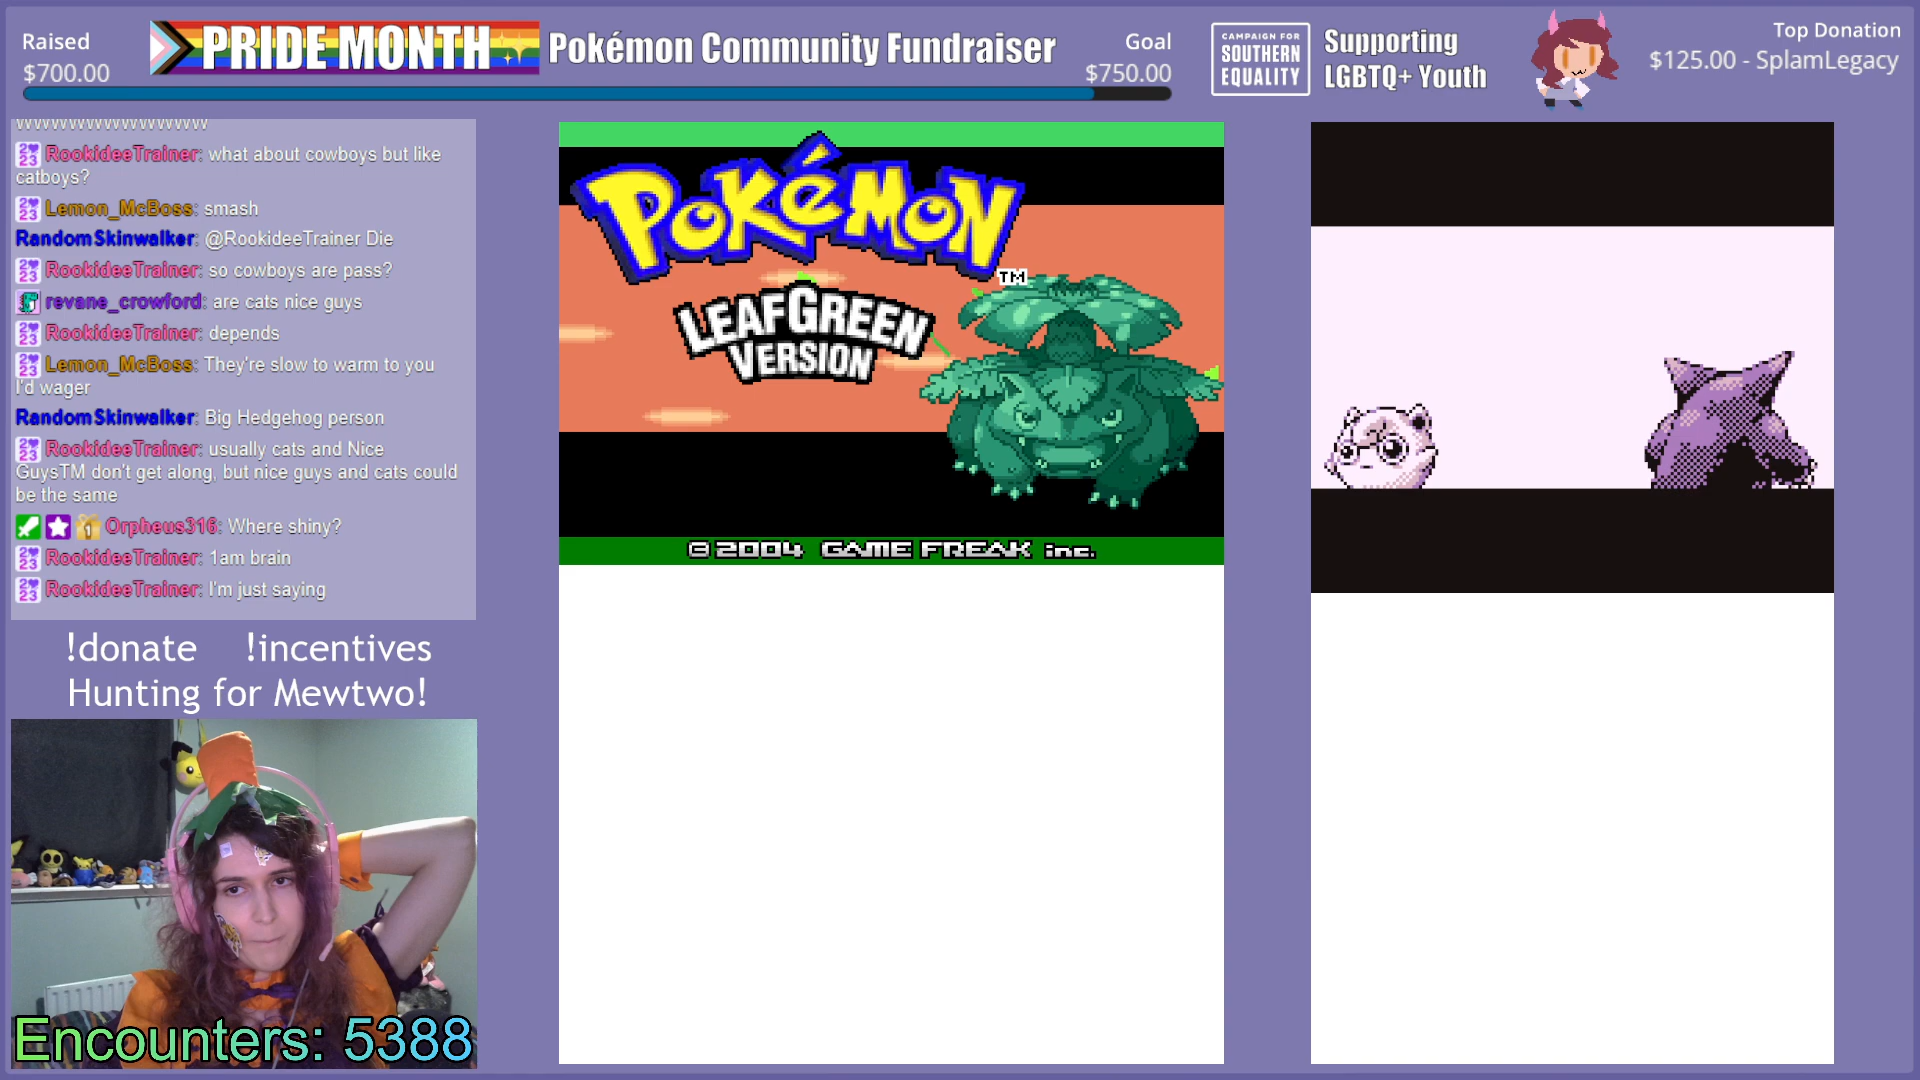 Raised
$700.00
PRIDE MONTH
Pokémon Community Fundraiser
Goal
$750.00
CAMPAIGN FOR
SOUTHERN
EQUALITY
Supporting
LGBTQ+ Youth
Top Donation
$125.00 - SplamLegacy
RookideeTrainer: what about cowboys but like
catboys?
Lemon_McBoss: smash
RandomSkinwalker: @RookideeTrainer Die
RookideeTrainer: so cowboys are pass?
revane_crowford: are cats nice guys
RookideeTrainer: depends
Lemon_McBoss: They're slow to warm to you
I'd wager
RandomSkinwalker: Big Hedgehog person
RookideeTrainer: usually cats and Nice
GuysTM don't get along, but nice guys and cats could
be the same
1 Orpheus316: Where shiny?
RookideeTrainer: 1am brain
RookideeTrainer: I'm just saying
!donate !incentives
Hunting for Mewtwo!
Encounters: 5388
POKéMON
TM
LEAFGREEN
VERSION
© 2004 GAME FREAK inc.